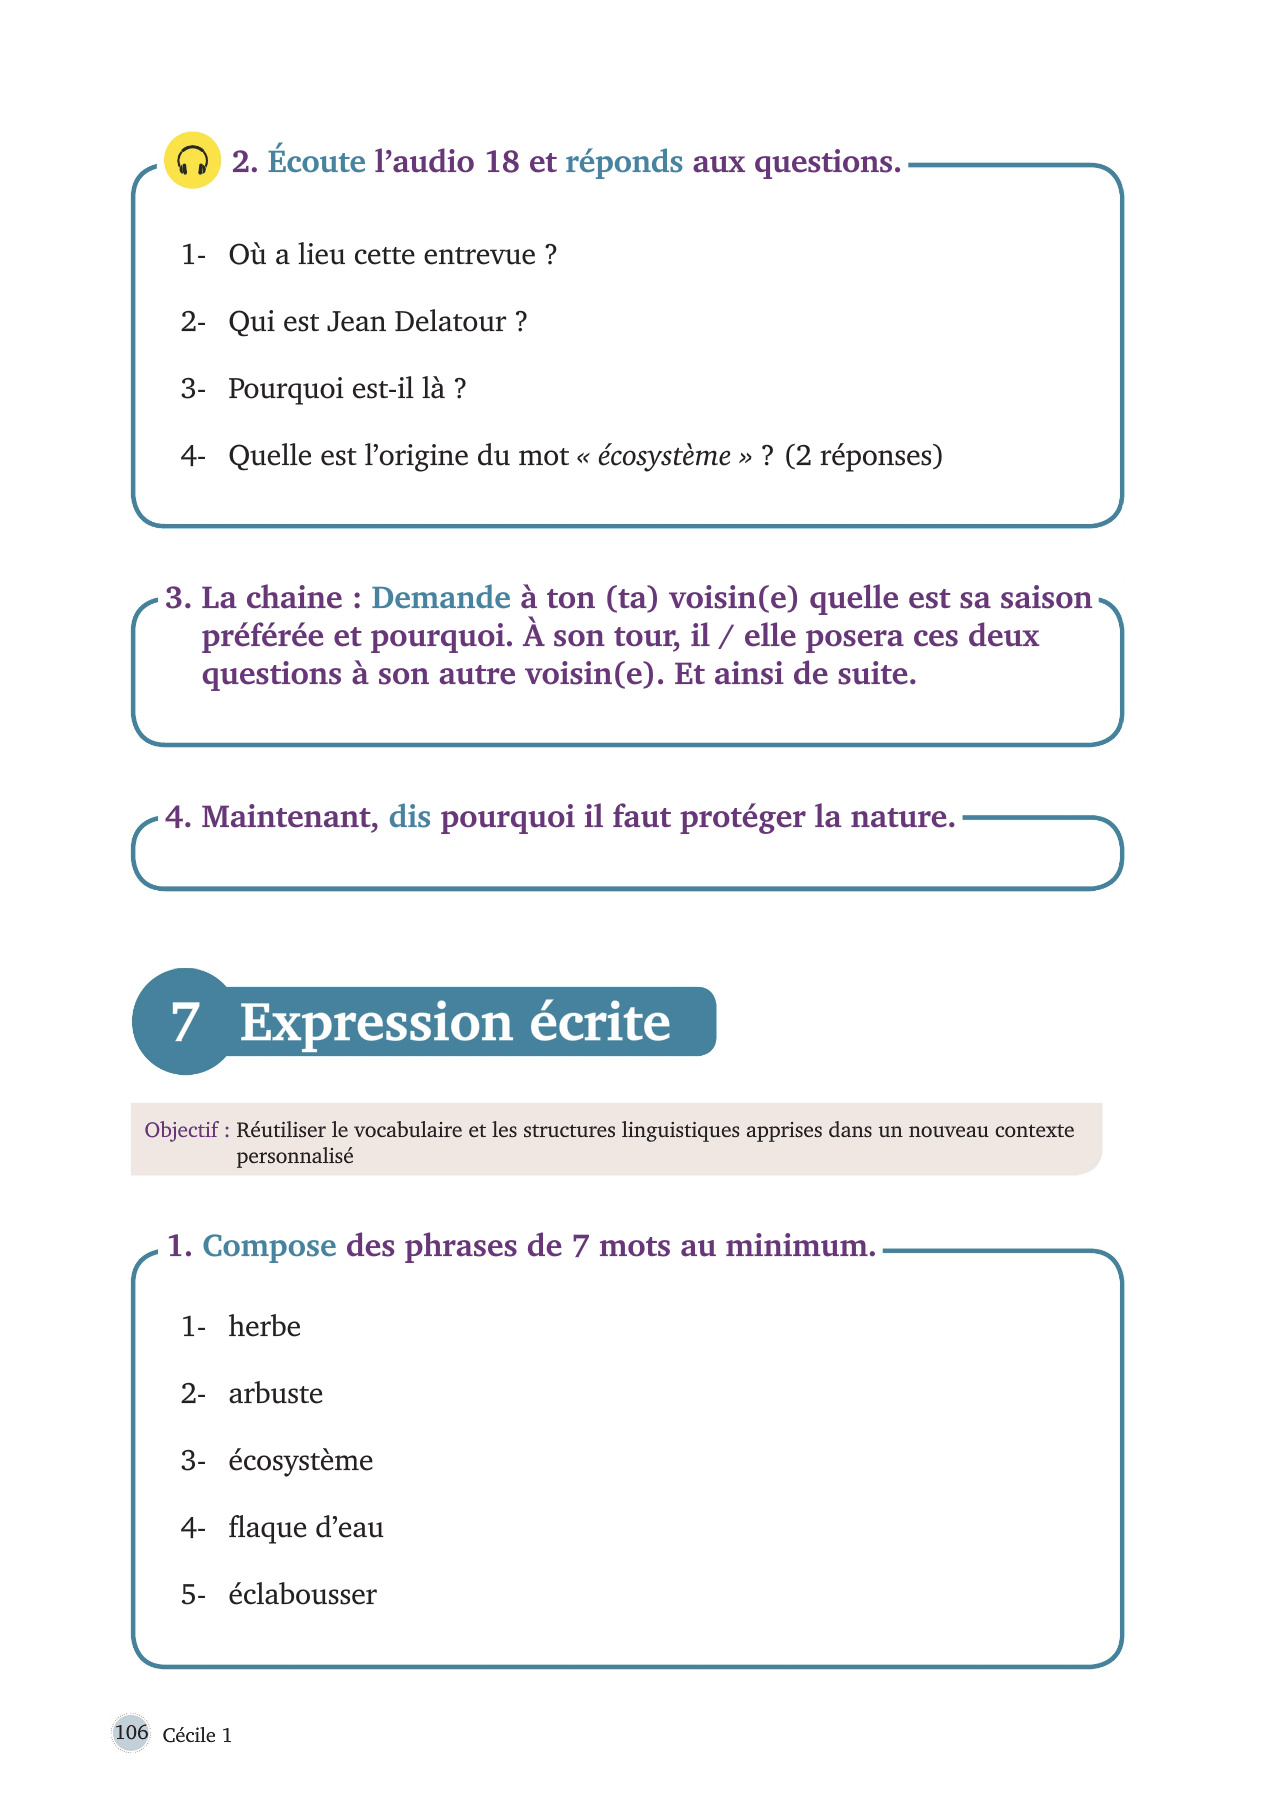 2. Écoute l’audio 18 et réponds aux questions.
1- Où a lieu cette entrevue ?
2- Qui est Jean Delatour ?
3- Pourquoi est-il là ?
4- Quelle est l’origine du mot « écosystème » ? (2 réponses)
3. La chaine : Demande à ton (ta) voisin(e) quelle est sa saison
préférée et pourquoi. À son tour, il / elle posera ces deux
questions à son autre voisin(e). Et ainsi de suite.
4. Maintenant, dis pourquoi il faut protéger la nature.
7 Expression écrite
Objectif : Réutiliser le vocabulaire et les structures linguistiques apprises dans un nouveau contexte
personnalisé
1. Compose des phrases de 7 mots au minimum.
1- herbe
2- arbuste
3- écosystème
4- flaque d’eau
5- éclabousser
106 Cécile 1